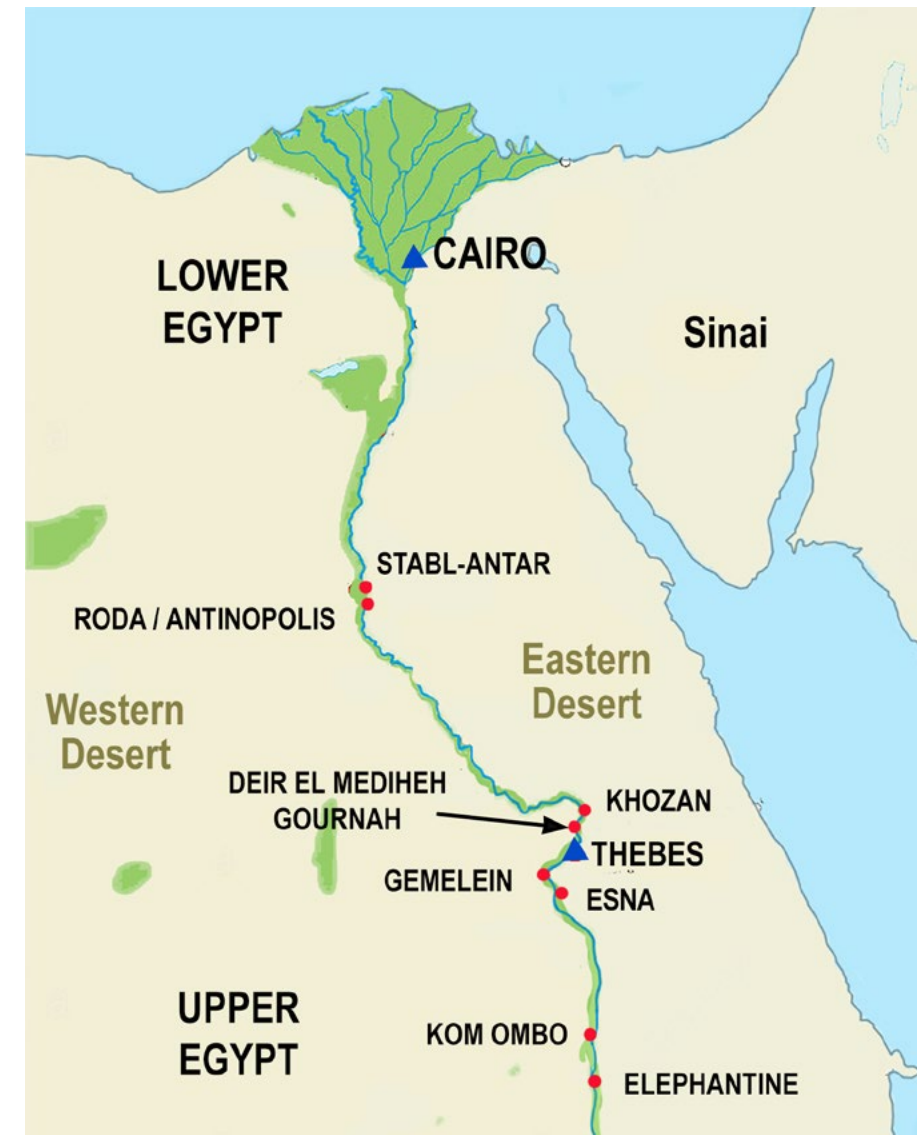 CAIRO
LOWER
EGYPT
Sinai
STABL-ANTAR
RODA / ANTINOPOLIS
Eastern
Desert
Western
Desert
DEIR EL MEDIHEH
GOURNAH
KHOZAN
THEBES
GEMELEIN
ESNA
UPPER
EGYPT
KOM OMBO
ELEPHANTINE